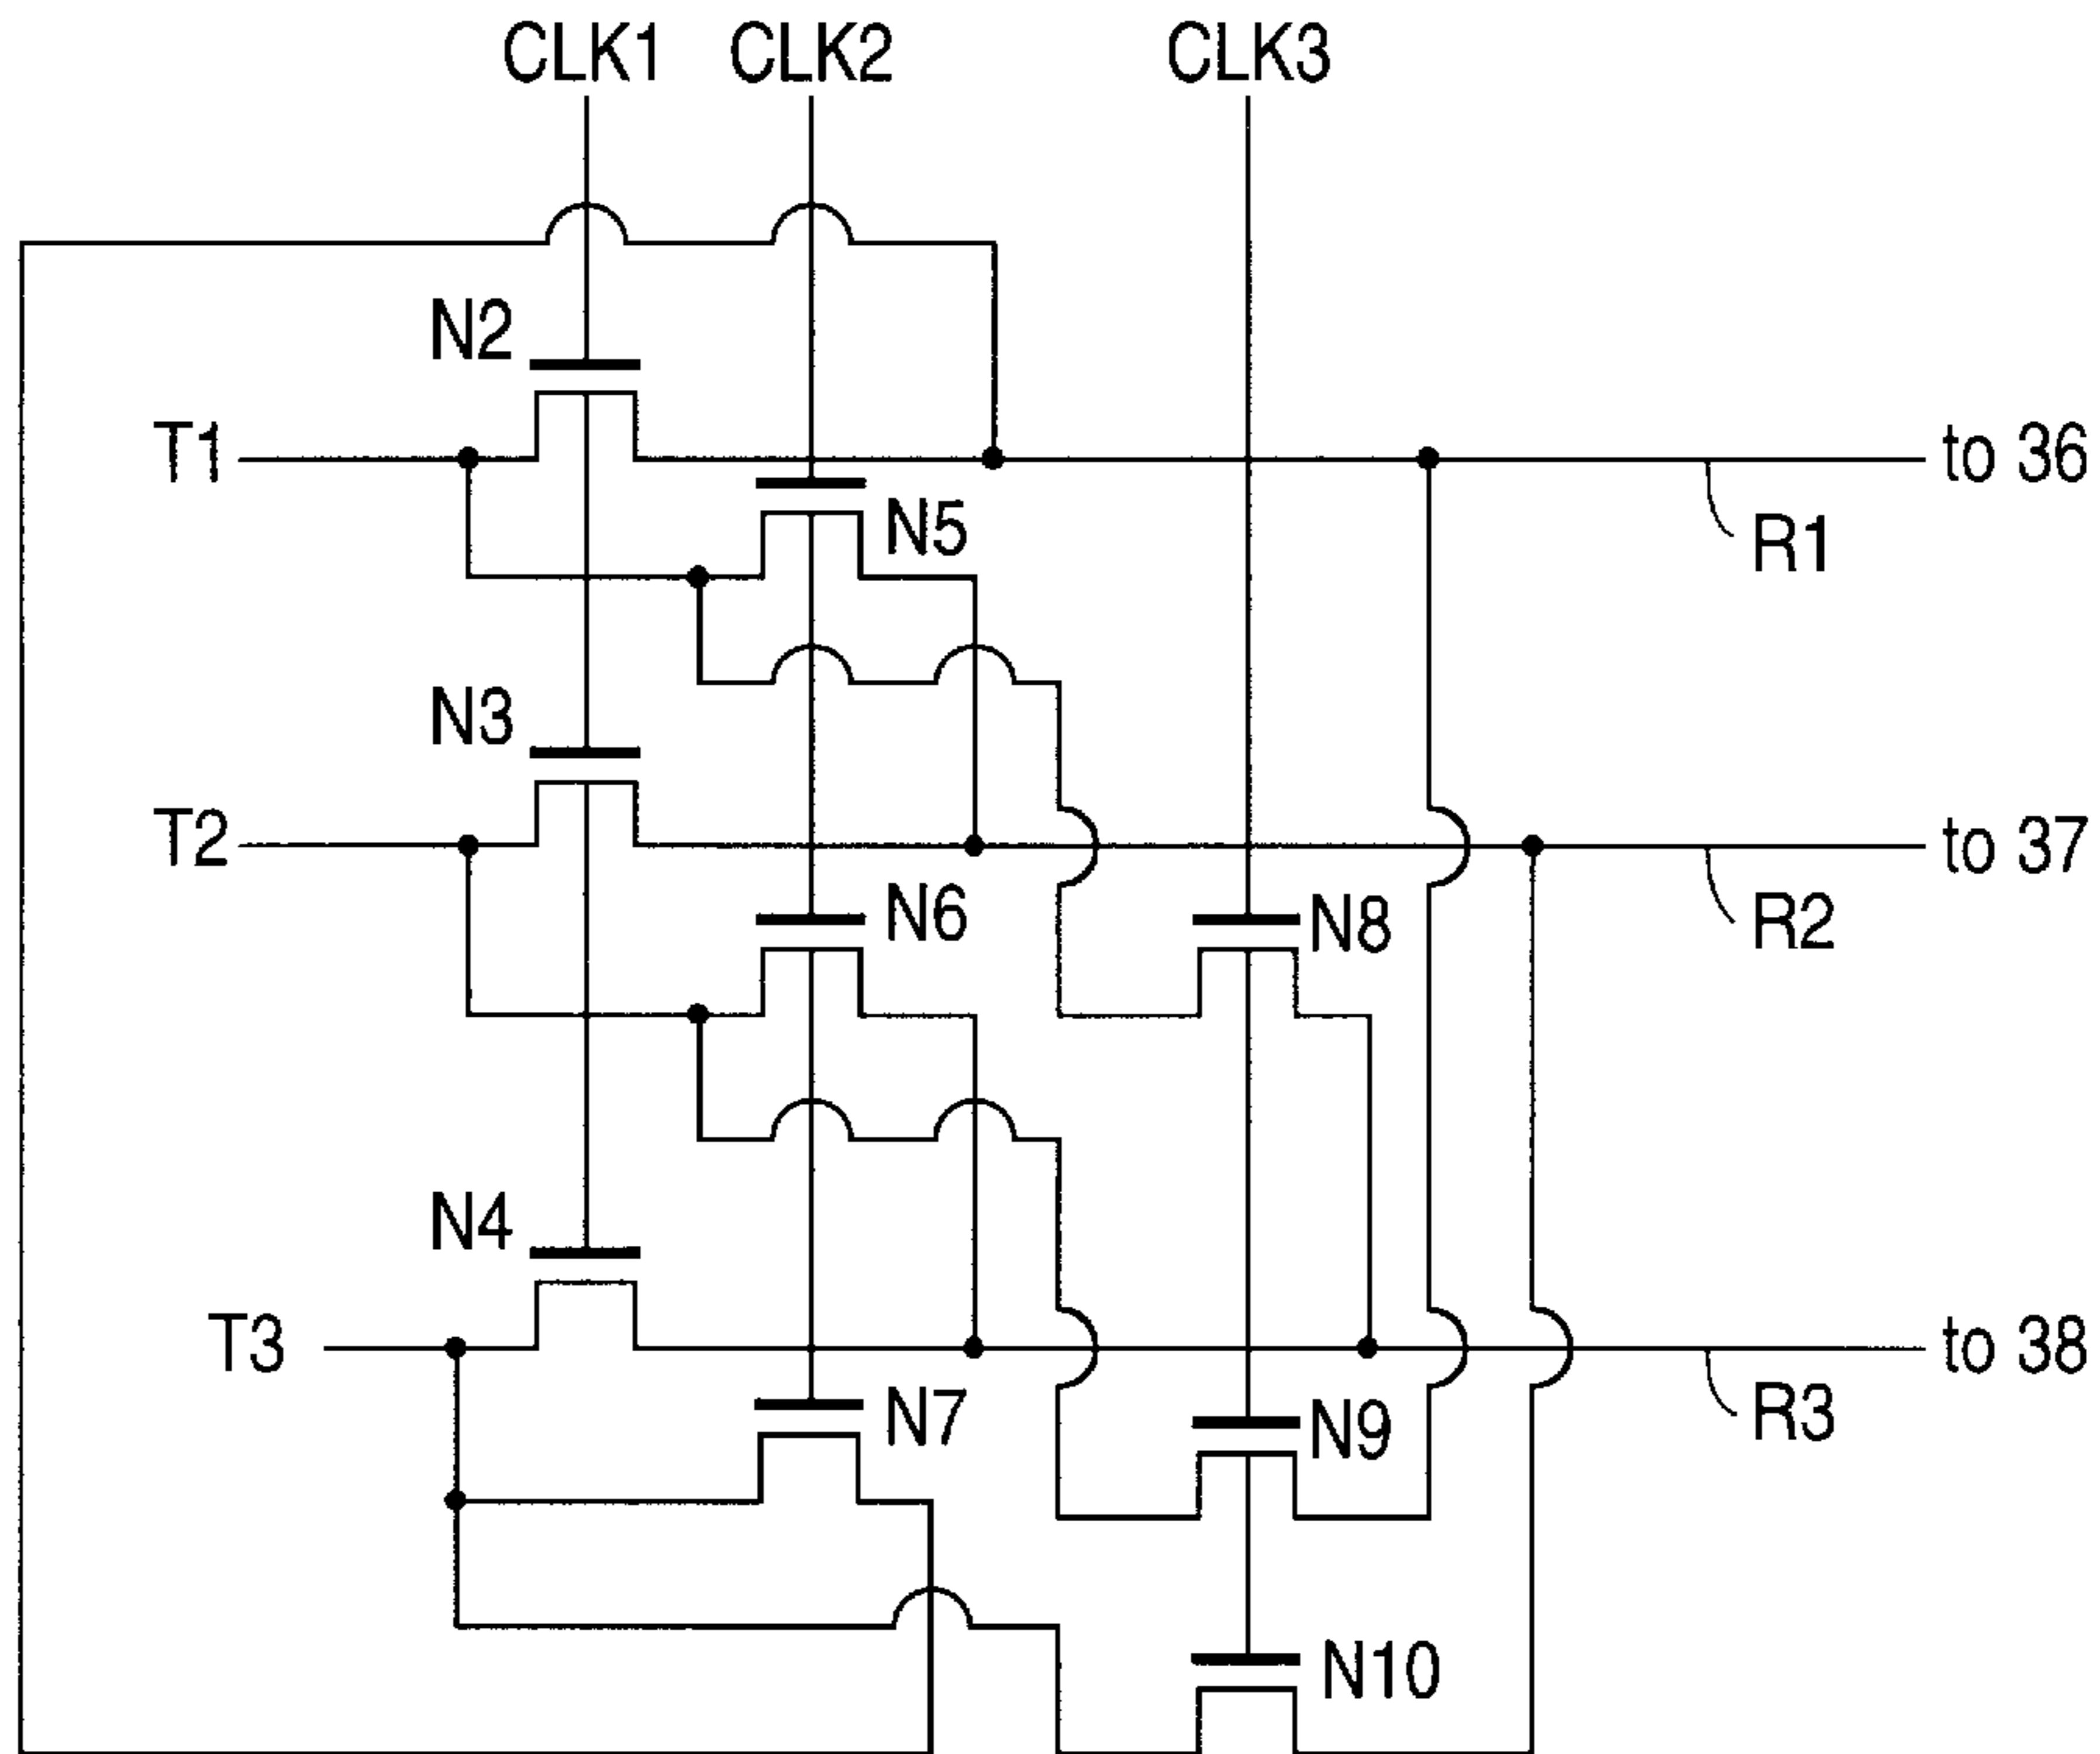 CLK1 CLK2 CLK3
N2
T1
to 36
N5
R1
N3
T2
to 37
N6
N8
R2
N4
T3
to 38
N7
N9
R3
N10